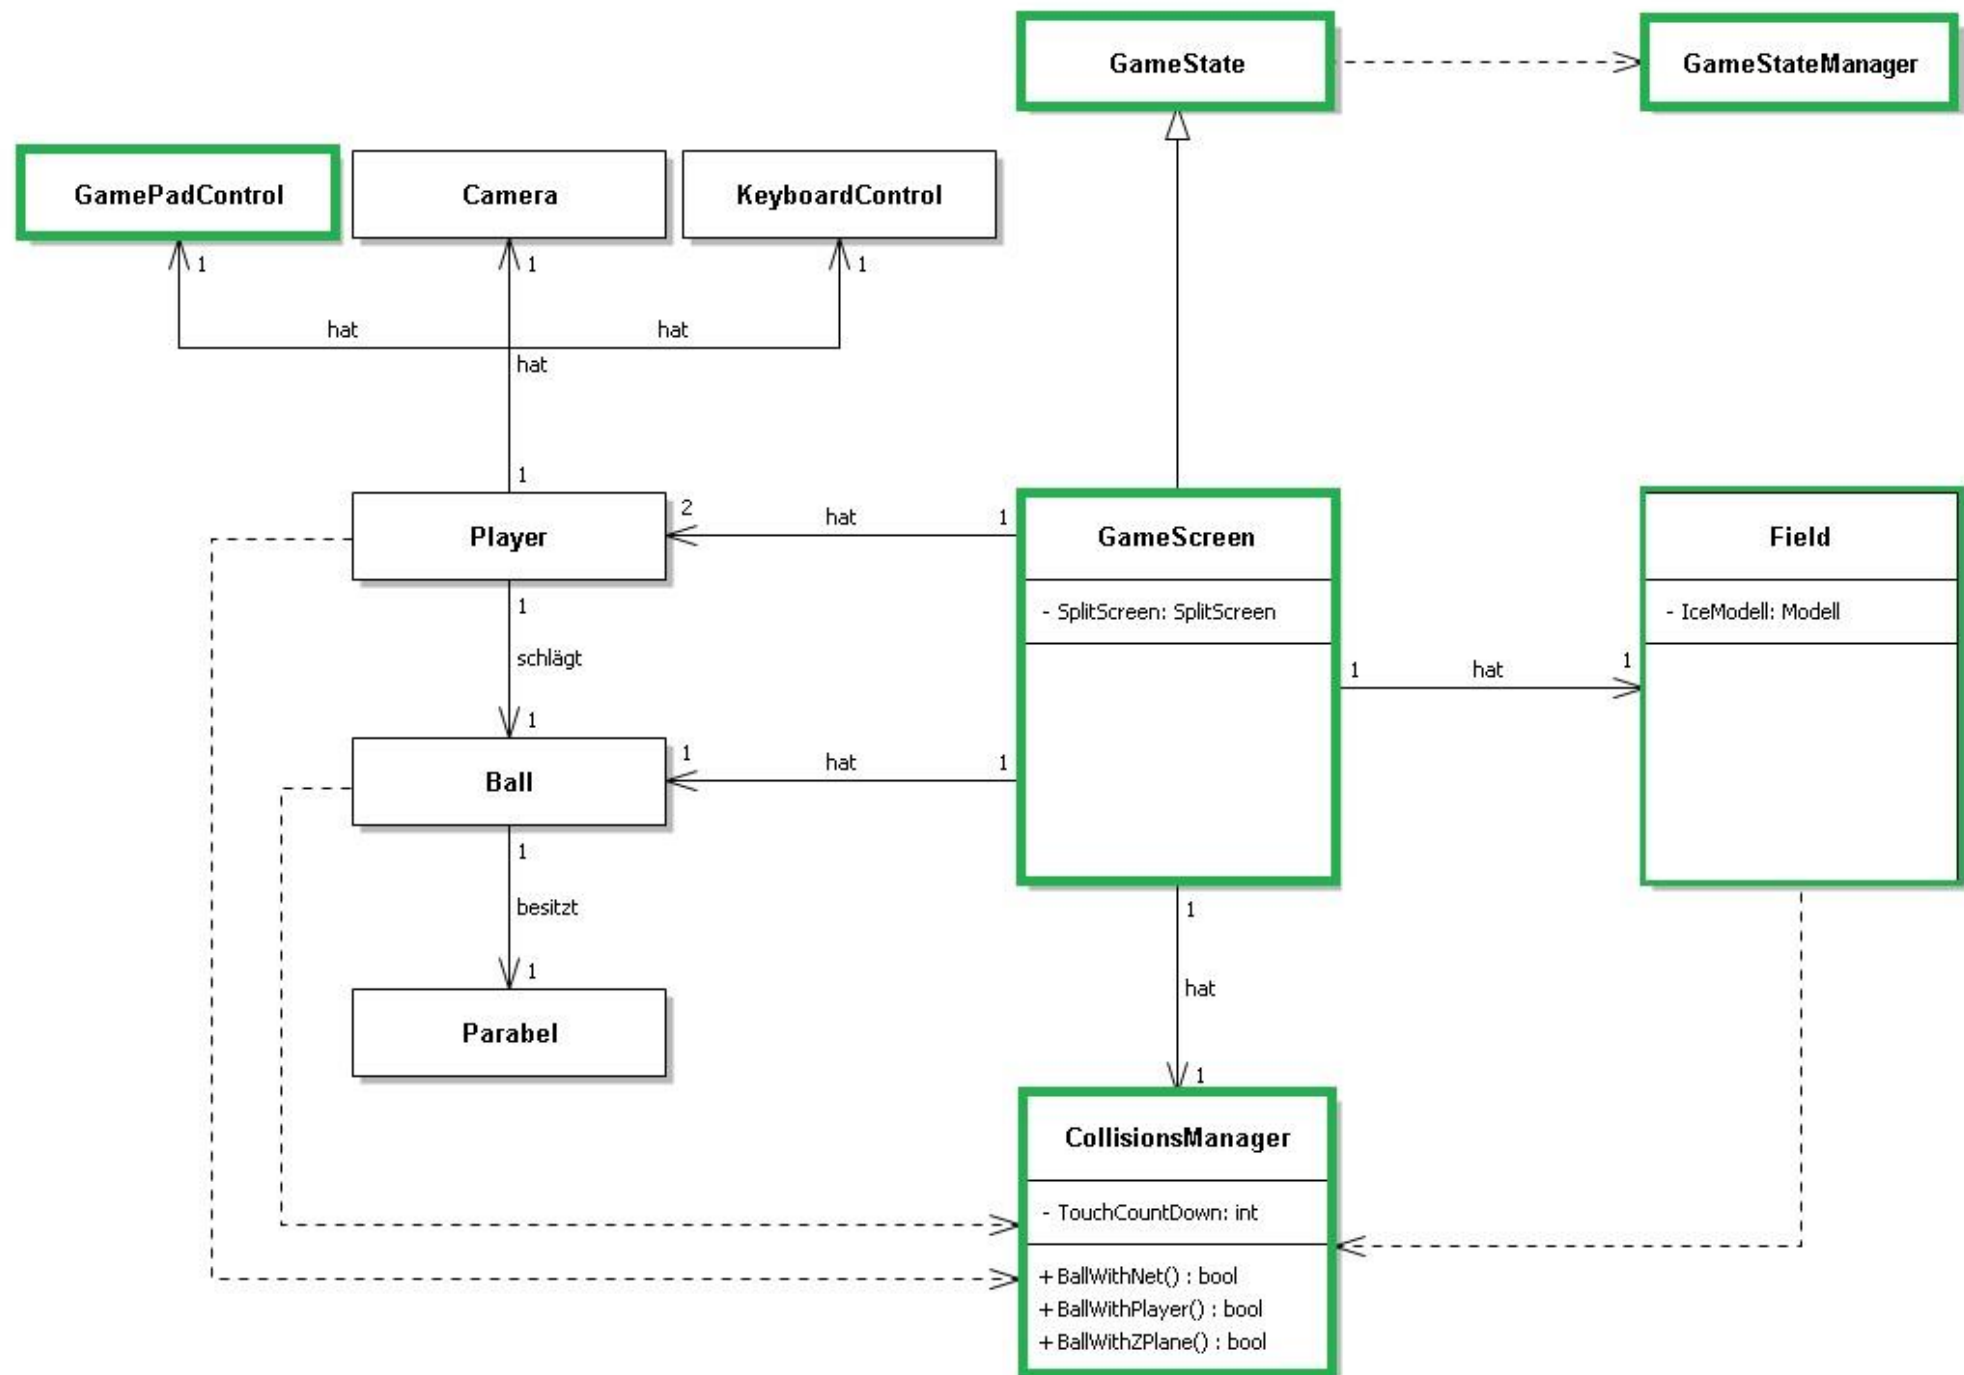 GameState
GameStateManager
GamePadControl
Camera
KeyboardControl
1
1
1
hat
hat
hat
1
Player
2
hat
1
GameScreen
- SplitScreen: SplitScreen
Field
- IceModell: Modell
1
schlägt
1
1
hat
1
Ball
1
hat
1
1
besitzt
1
Parabel
1
hat
1
CollisionsManager
- TouchCountDown: int
+ BallWithNet() : bool
+ BallWithPlayer() : bool
+ BallWithZPlane() : bool